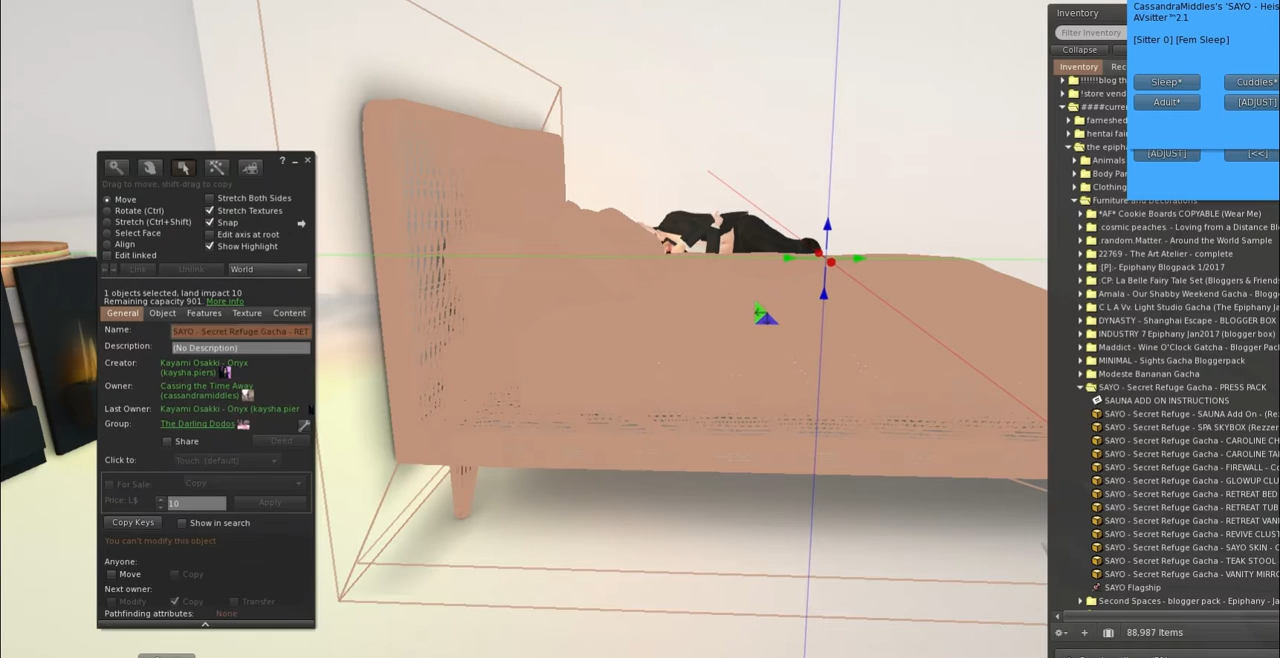 ? _ ×
Drag to move, shift-drag to copy
Move
Rotate (Ctrl)
Stretch (Ctrl+Shift)
Select Face
Align
Edit linked
Stretch Both Sides
Stretch Textures
Snap
Edit axis at root
Show Highlight
Link
Unlink
World
1 objects selected, land impact 10
Remaining capacity 901. More info
General Object Features Texture Content
Name: SAYO - Secret Refuge Gacha - RET
Description: (No Description)
Creator: Kayami Osakki - Onyx
(kaysha.piers)
Owner: Cassing the Time Away
(cassandramiddles)
Last Owner: Kayami Osakki - Onyx (kaysha.pier
Group: The Darling Dodos
Share Deed
Click to: Touch (default)
For Sale: Copy
Price: L$ 10 Apply
Copy Keys Show in search
You can't modify this object
Anyone:
Move Copy
Next owner:
Modify Copy Transfer
Pathfinding attributes: None
CassandraMiddles's 'SAYO - Heis
AVsitter™2.1
[Sitter 0] [Fem Sleep]
Sleep* Cuddles*
Adult* [ADJUST]
[ADJUST] [<<]
Inventory
Filter Inventory
Collapse
Inventory Rec
!!!!!!blog th
!store vend
####curre
fameshed
hentai fair
the epiph
Animals
Body Par
Clothing
Furniture and Decorations
*AF* Cookie Boards COPYABLE (Wear Me)
.cosmic peaches. - Loving from a Distance Bl
.random.Matter. - Around the World Sample
22769 - The Art Atelier - complete
:[P]:- Epiphany Blogpack 1/2017
:CP: La Belle Fairy Tale Set (Bloggers & Friend
Amala - Our Shabby Weekend Gacha - Blogg
C L A Vv. Light Studio Gacha (The Epiphany)
DYNASTY - Shanghai Escape - BLOGGER BOX
INDUSTRY 7 Epiphany Jan2017 (blogger box)
Maddict - Wine O'Clock Gatcha - Blogger Pac
MINIMAL - Sights Gacha Bloggerpack
Modeste Bananan Gacha
SAYO - Secret Refuge Gacha - PRESS PACK
SAUNA ADD ON INSTRUCTIONS
SAYO - Secret Refuge - SAUNA Add On - (Rez
SAYO - Secret Refuge - SPA SKYBOX (Rezzer
SAYO - Secret Refuge Gacha - CAROLINE CH
SAYO - Secret Refuge Gacha - CAROLINE TA
SAYO - Secret Refuge Gacha - FIREWALL - Co
SAYO - Secret Refuge Gacha - GLOWUP CLU
SAYO - Secret Refuge Gacha - RETREAT BED
SAYO - Secret Refuge Gacha - RETREAT TUB
SAYO - Secret Refuge Gacha - RETREAT VANI
SAYO - Secret Refuge Gacha - REVIVE CLUST
SAYO - Secret Refuge Gacha - SAYO SKIN - C
SAYO - Secret Refuge Gacha - TEAK STOOL
SAYO - Secret Refuge Gacha - VANITY MIRRO
SAYO Flagship
Second Spaces - blogger pack - Epiphany - Ja
88,987 Items